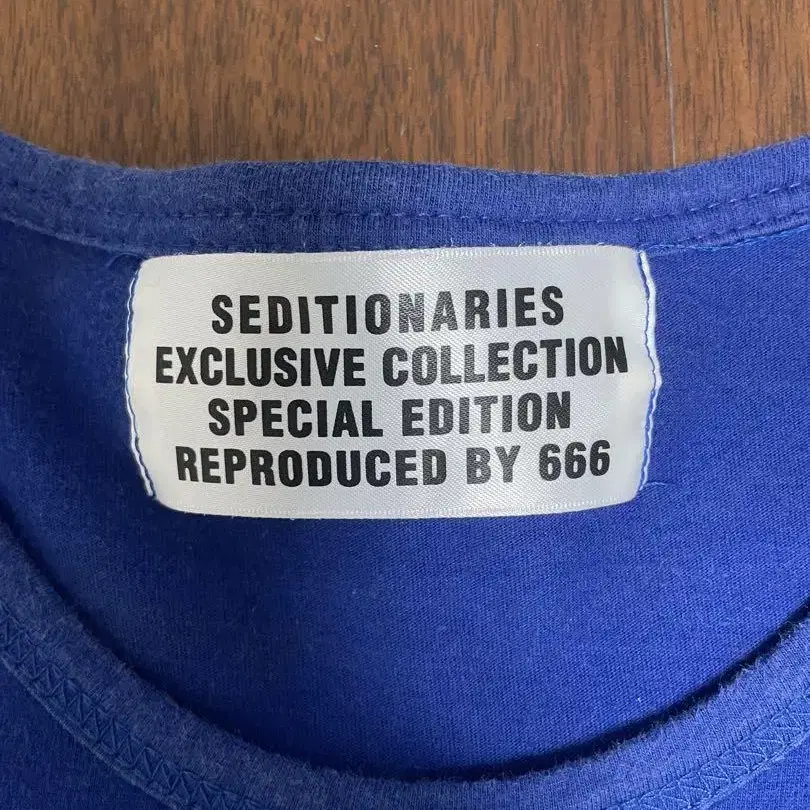 SEDITIONARIES
EXCLUSIVE COLLECTION
SPECIAL EDITION
REPRODUCED BY 666